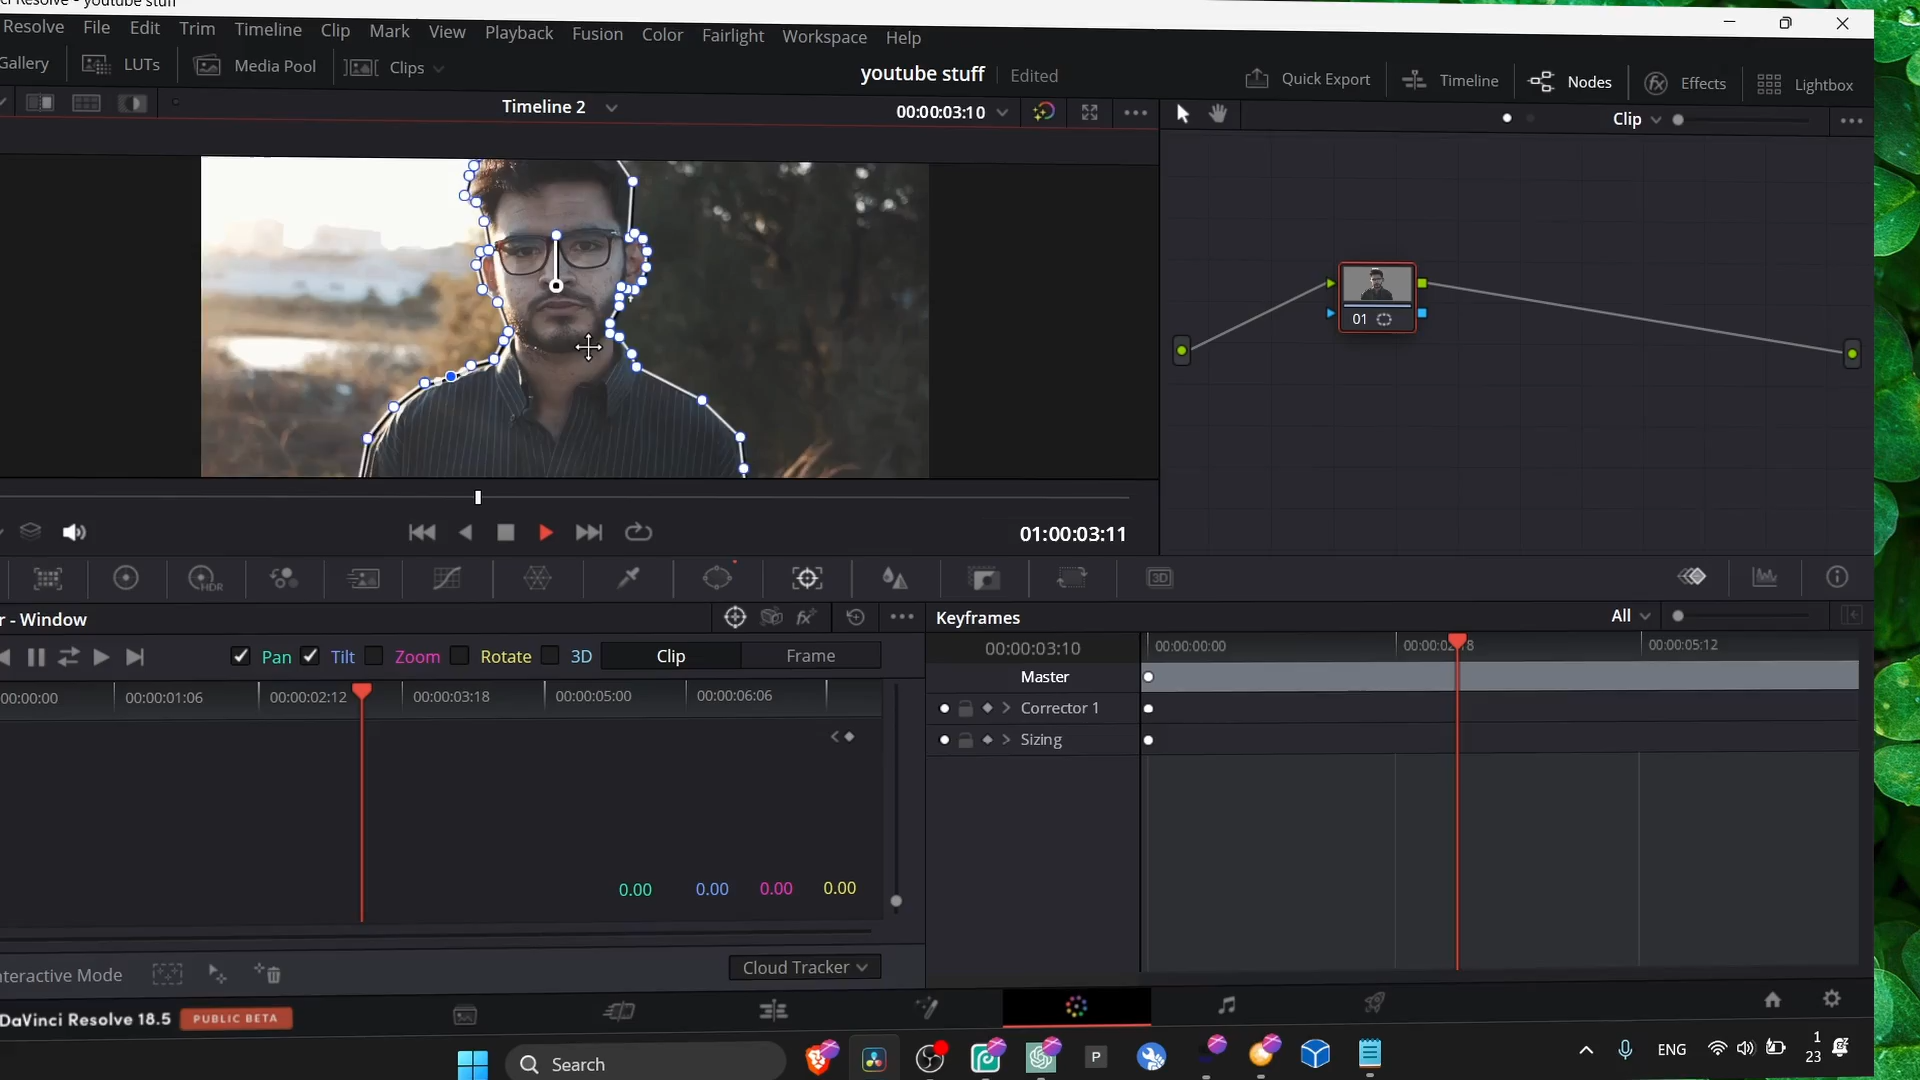 ci Resolve - youtube stuff
Resolve File Edit Trim Timeline Clip Mark View Playback Fusion Color Fairlight Workspace Help
Gallery LUTs Media Pool Clips youtube stuff Edited Quick Export Timeline Nodes Effects Lightbox
Timeline 2 00:00:03:10 Clip
01
01:00:03:11
HDR 3D
r - Window Keyframes All
Pan Tilt Zoom Rotate 3D Clip Frame 00:00:03:10 00:00:00:00 00:00:05:12
00:00:00 00:00:01:06 00:00:02:12 00:00:03:18 00:00:05:00 00:00:06:06 Master
Corrector 1
Sizing
0.00 0.00 0.00 0.00
nteractive Mode Cloud Tracker
DaVinci Resolve 18.5 PUBLIC BETA
Search P ENG 1
23